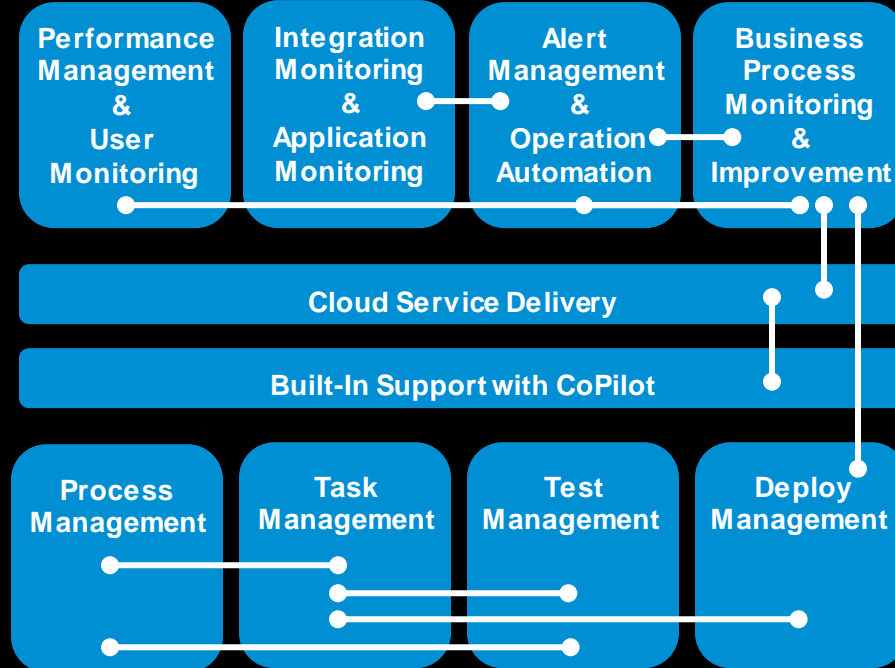 Performance
Management
&
User
Monitoring
Integration
Monitoring
&
Application
Monitoring
Alert
Management
&
Operation
Automation
Business
Process
Monitoring
&
Improvement
Cloud Service Delivery
Built-In Support with CoPilot
Process
Management
Task
Management
Test
Management
Deploy
Management